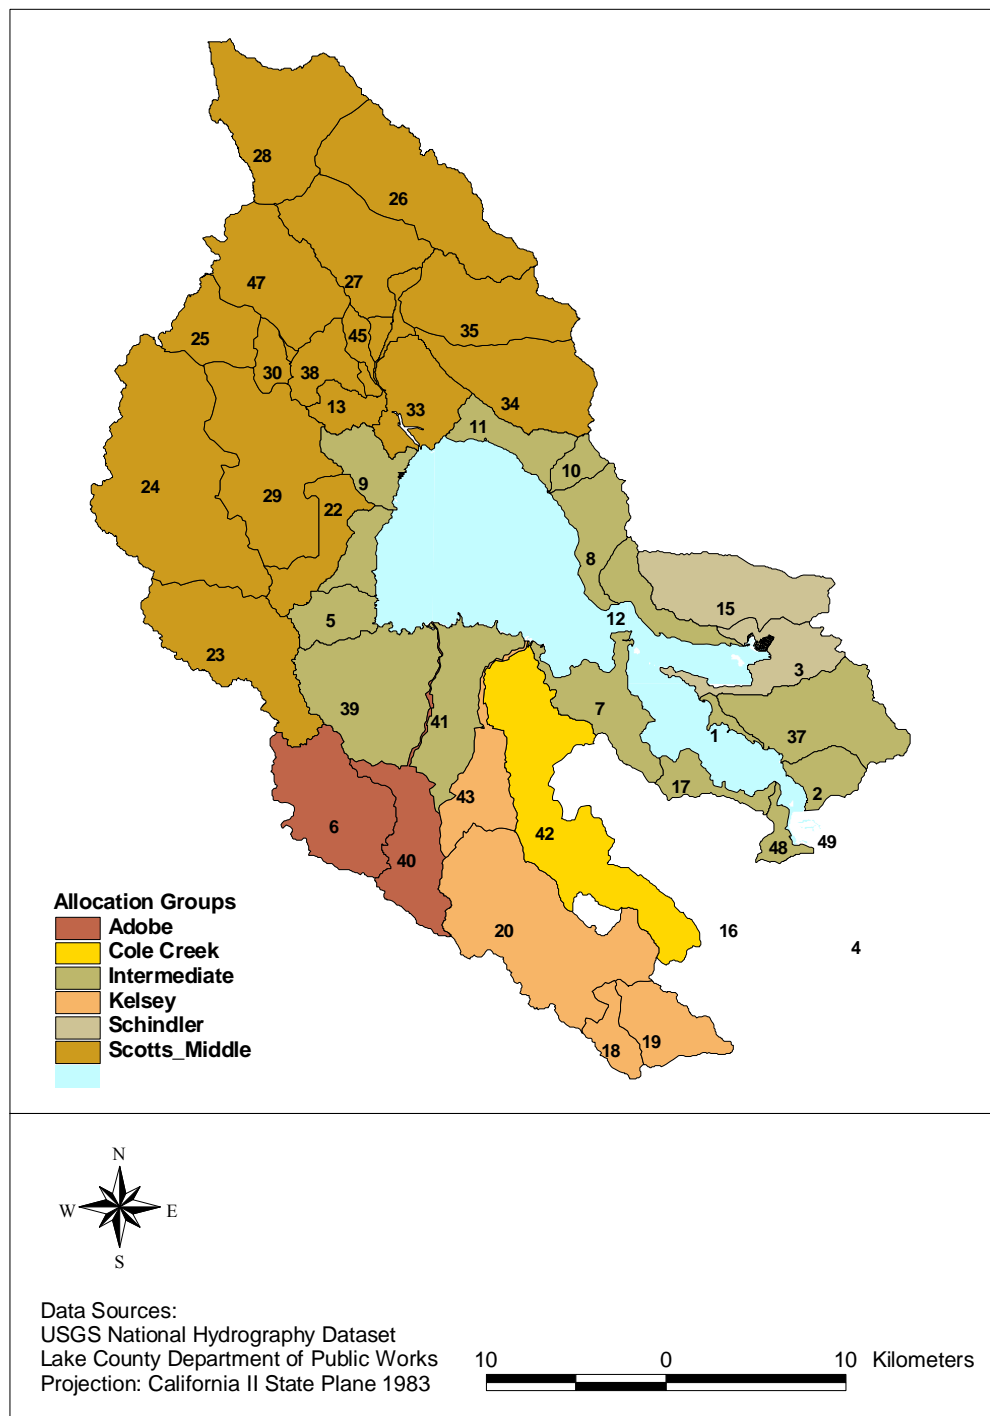 28
26
47
27
25
35
45
30
38
34
13
33
11
10
9
24
29
22
8
15
12
5
3
23
39
7
41
1
37
17
43
2
6
42
49
48
40
20
16
4
19
18
Allocation Groups
Adobe
Cole Creek
Intermediate
Kelsey
Schindler
Scotts_Middle
N
W E
S
Data Sources:
USGS National Hydrography Dataset
Lake County Department of Public Works
Projection: California II State Plane 1983
10 0 10 Kilometers